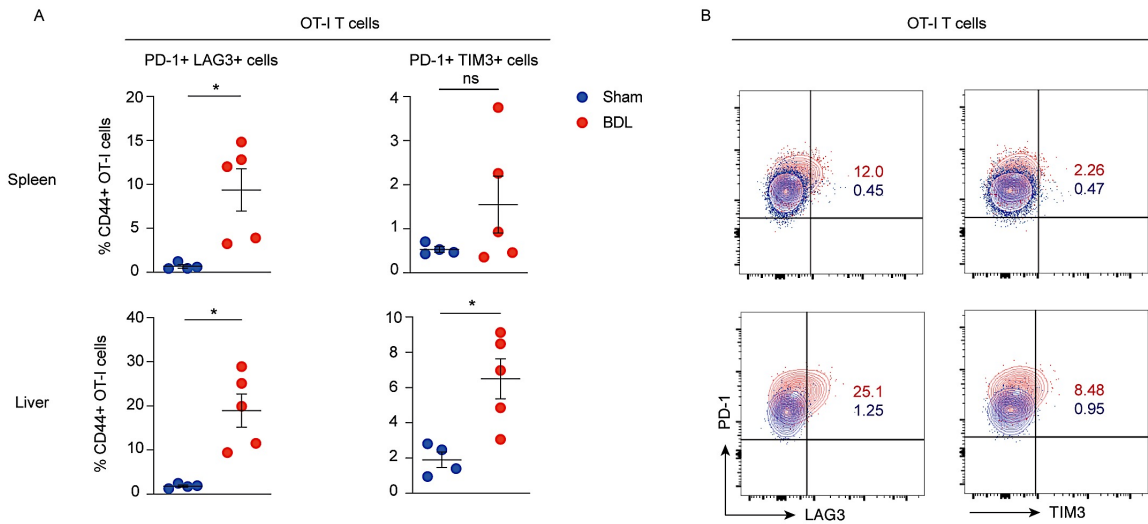 A
OT-I T cells
PD-1+ LAG3+ cells
PD-1+ TIM3+ cells
Spleen
% CD44+ OT-I cells
20
15
10
5
0
*
4
3
2
1
0
ns
Sham
BDL
Liver
% CD44+ OT-I cells
40
30
20
10
0
*
10
8
6
4
2
0
*
B
OT-I T cells
12.0
0.45
2.26
0.47
25.1
1.25
8.48
0.95
PD-1
LAG3
TIM3